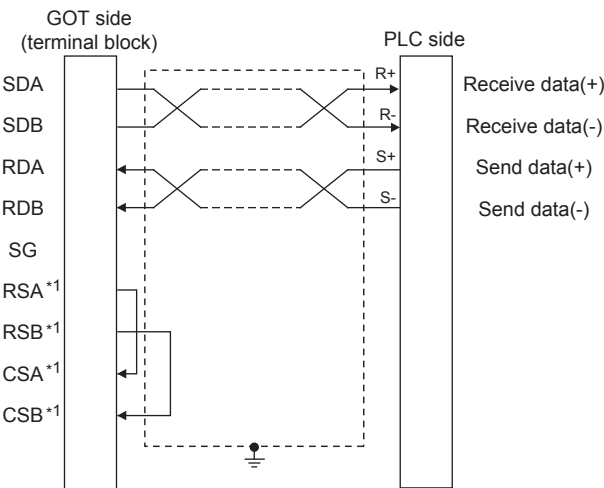 GOT side
(terminal block)
PLC side
SDA
R+
Receive data(+)
SDB
R-
Receive data(-)
RDA
S+
Send data(+)
RDB
S-
Send data(-)
SG
RSA*1
RSB*1
CSA*1
CSB*1